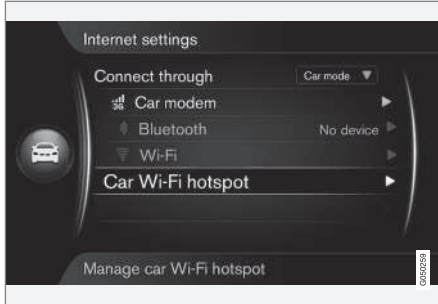 Internet settings
Connect through Car mode
3G Car modem
Bluetooth No device
Wi-Fi
Car Wi-Fi hotspot
Manage car Wi-Fi hotspot
G050259